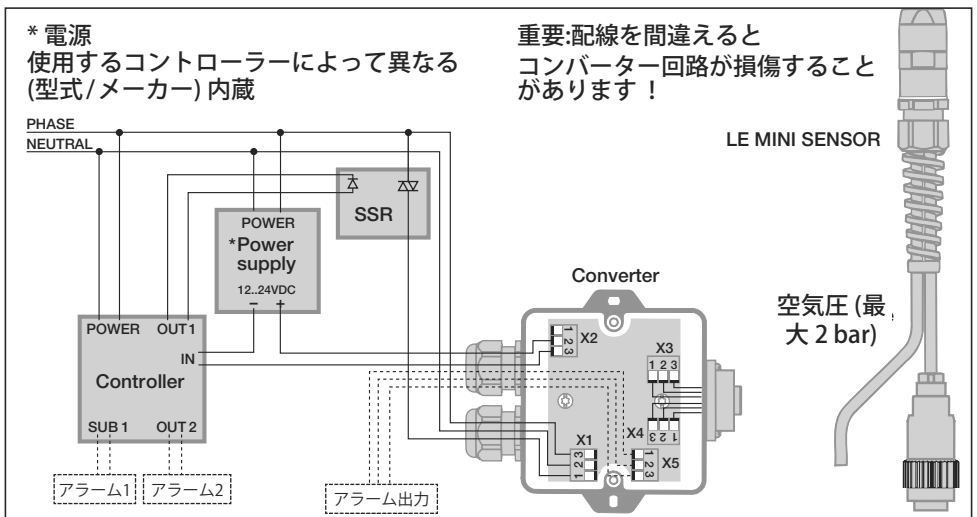 * 電源
使用するコントローラーによって異なる
(型式/メーカー) 内蔵
重要:配線を間違えると
コンバーター回路が損傷すること
があります！
PHASE
NEUTRAL
LE MINI SENSOR
SSR
POWER
*Power
supply
12..24VDC
− +
Converter
空気圧 (最
大 2 bar)
POWER OUT1
IN
Controller
SUB 1 OUT2
X2
1
2
3
X3
1 2 3
X4
3 2 1
X1
3
2
1
X5
1
2
3
アラーム1
アラーム2
アラーム出力